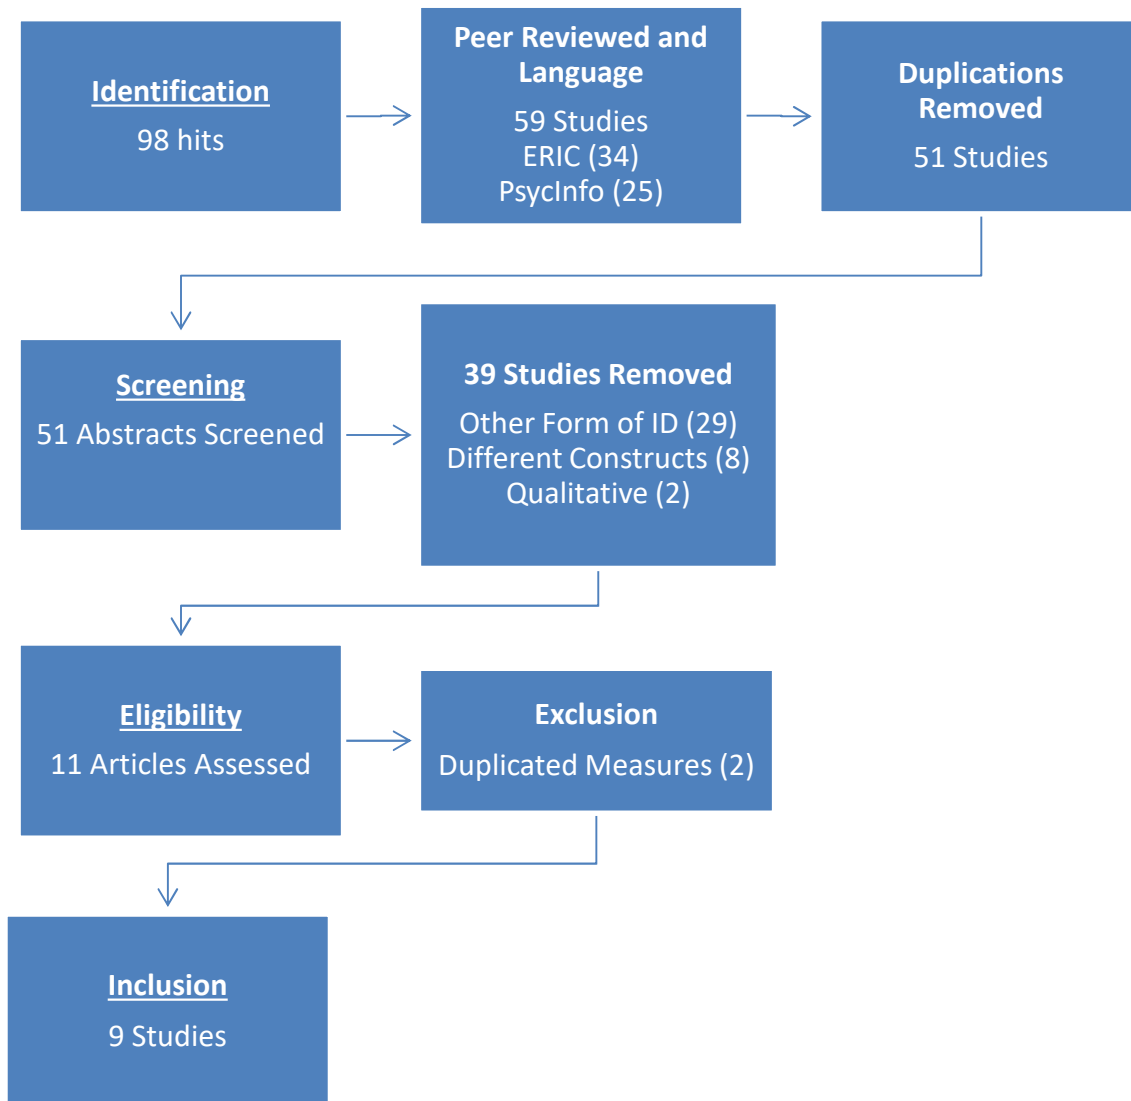 Identification
98 hits
Peer Reviewed and
Language
59 Studies
ERIC (34)
PsycInfo (25)
Duplications
Removed
51 Studies
Screening
51 Abstracts Screened
39 Studies Removed
Other Form of ID (29)
Different Constructs (8)
Qualitative (2)
Eligibility
11 Articles Assessed
Exclusion
Duplicated Measures (2)
Inclusion
9 Studies